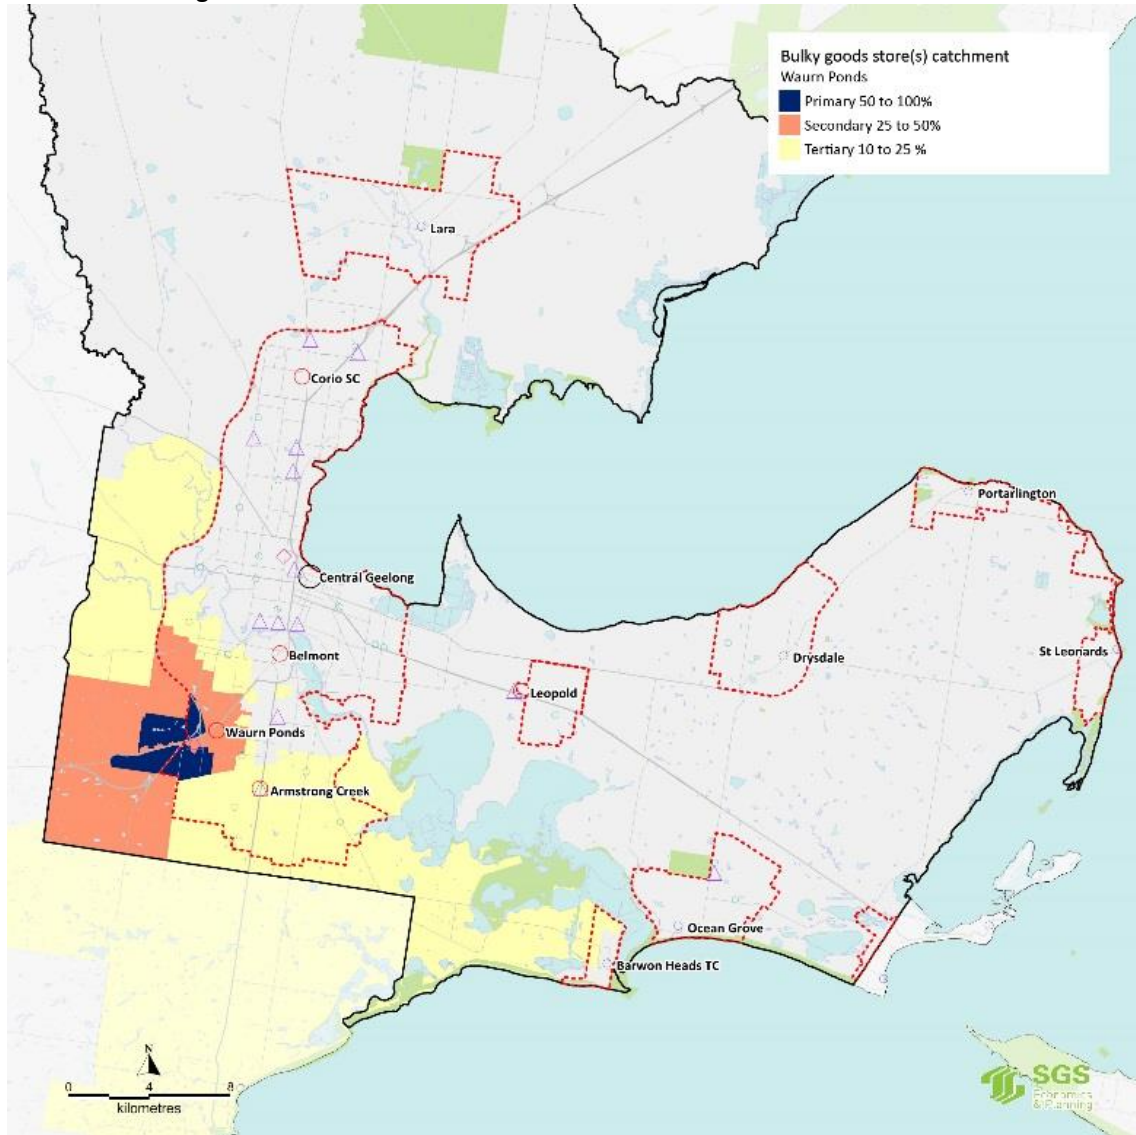 Bulky goods store(s) catchment
Waurn Ponds
Primary 50 to 100%
Secondary 25 to 50%
Tertiary 10 to 25 %
Lara
Corio SC
Portarlington
Central Geelong
Belmont
Drysdale
St Leonards
Leopold
Waurn Ponds
Armstrong Creek
Ocean Grove
Barwon Heads TC
N
0 4 8
kilometres
SGS
Economics
& Planning